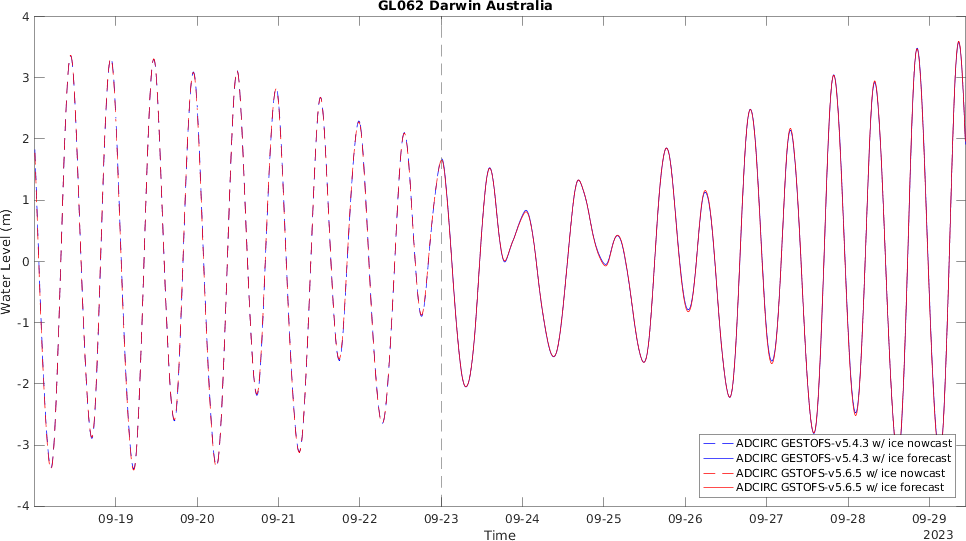 GL062 Darwin Australia
4
3
2
1
0
-1
-2
-3
-4
Water Level (m)
ADCIRC GESTOFS-v5.4.3 w/ ice nowcast
ADCIRC GESTOFS-v5.4.3 w/ ice forecast
ADCIRC GSTOFS-v5.6.5 w/ ice nowcast
ADCIRC GSTOFS-v5.6.5 w/ ice forecast
09-19 09-20 09-21 09-22 09-23 09-24 09-25 09-26 09-27 09-28 09-29
Time
2023